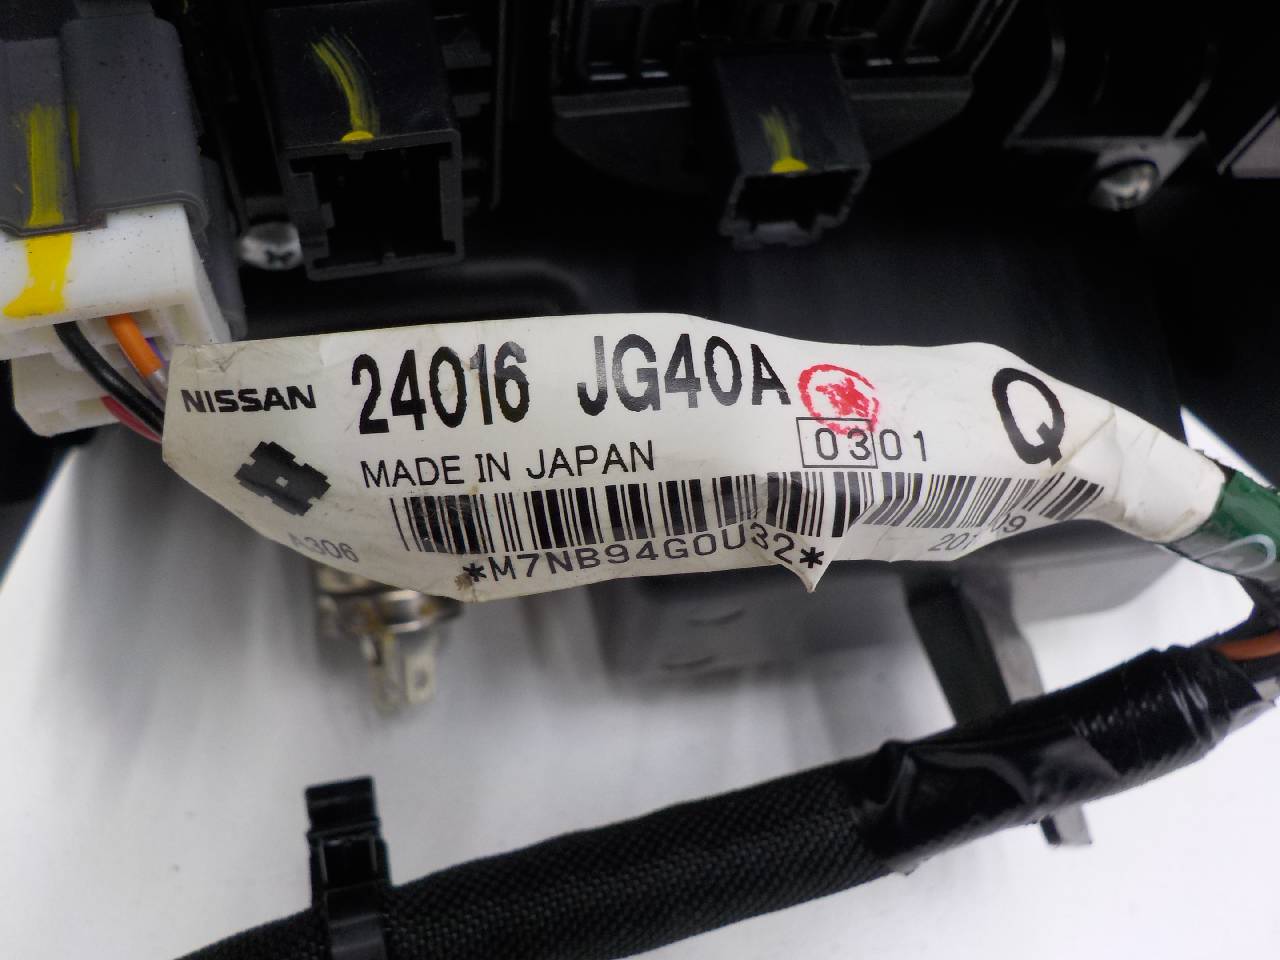 NISSAN 24016 JG40A
0301 Q
MADE IN JAPAN
A306
*M7NB94G0U32*